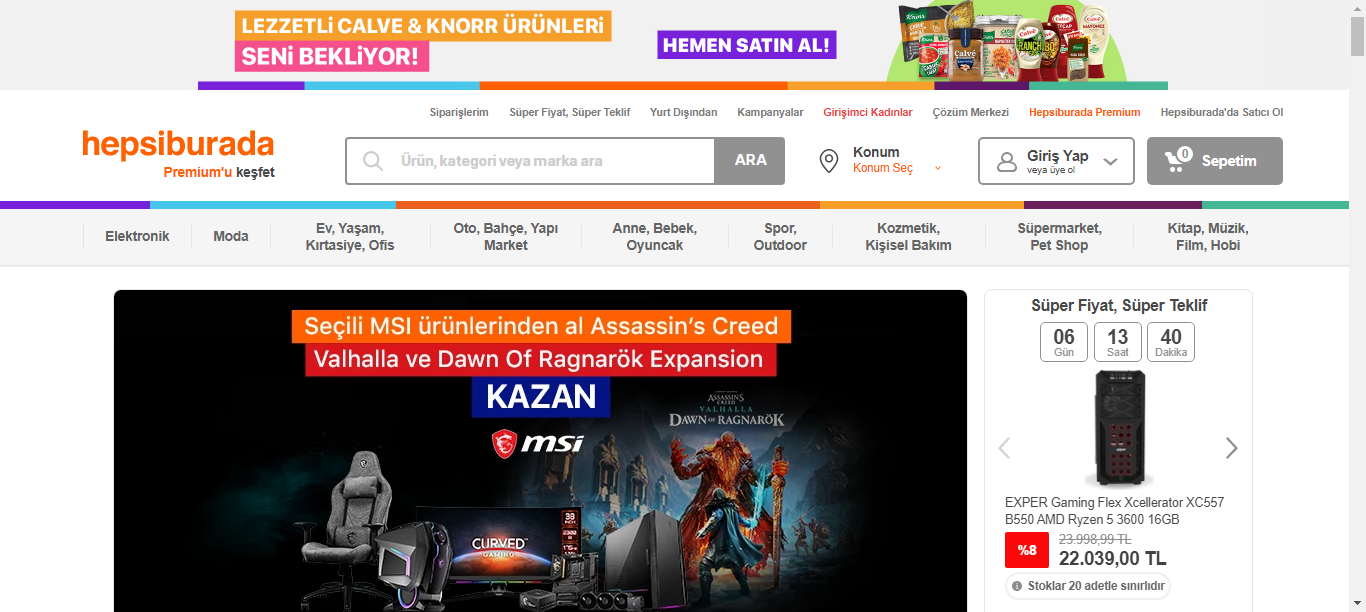 LEZZETLİ CALVE & KNORR ÜRÜNLERİ
SENİ BEKLİYOR!
HEMEN SATIN AL!
Siparişlerim
Süper Fiyat, Süper Teklif
Yurt Dışından
Kampanyalar
Girişimci Kadınlar
Çözüm Merkezi
Hepsiburada Premium
Hepsiburada'da Satıcı Ol
hepsiburada
Premium'u keşfet
Ürün, kategori veya marka ara
ARA
Konum
Konum Seç
Giriş Yap
veya üye ol
0
Sepetim
Elektronik
Moda
Ev, Yaşam,
Kırtasiye, Ofis
Oto, Bahçe, Yapı
Market
Anne, Bebek,
Oyuncak
Spor,
Outdoor
Kozmetik,
Kişisel Bakım
Süpermarket,
Pet Shop
Kitap, Müzik,
Film, Hobi
Seçili MSI ürünlerinden al Assassin's Creed
Valhalla ve Dawn Of Ragnarök Expansion
KAZAN
msi
ASSASSIN'S
CREED
VALHALLA
DAWN OF RAGNARÖK
CURVED
GAMING
Süper Fiyat, Süper Teklif
06 13 40
Gün Saat Dakika
EXPER Gaming Flex Xcellerator XC557
B550 AMD Ryzen 5 3600 16GB
%8
23.998,99 TL
22.039,00 TL
Stoklar 20 adetle sınırlıdır